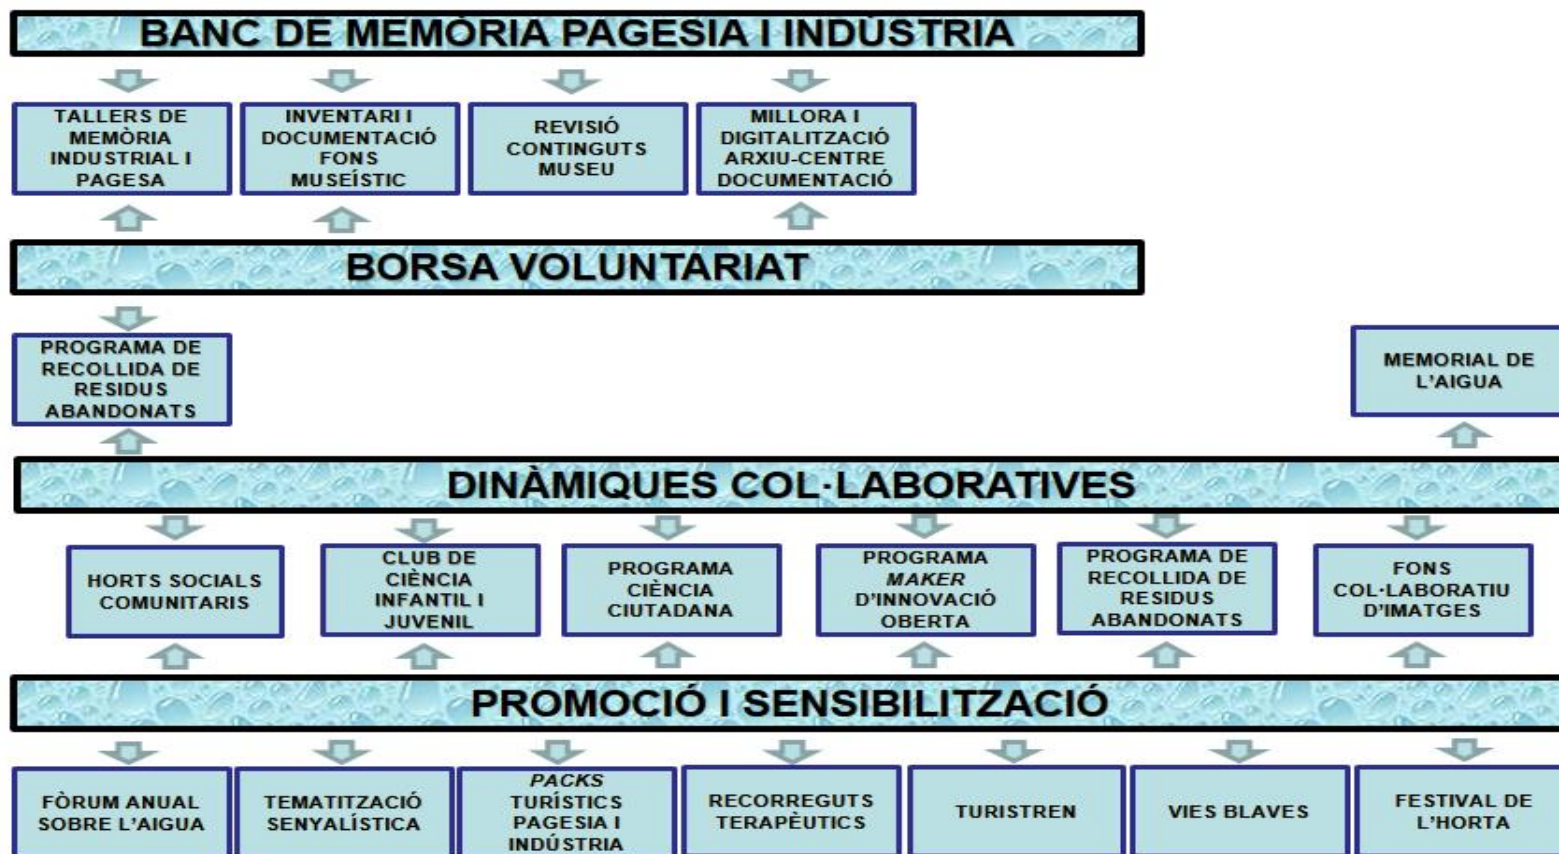 BANC DE MEMÒRIA PAGESIA I INDÚSTRIA
TALLERS DE
MEMÒRIA
INDUSTRIAL I
PAGESA
INVENTARI I
DOCUMENTACIÓ
FONS
MUSEÍSTIC
REVISIÓ
CONTINGUTS
MUSEU
MILLORA I
DIGITALITZACIÓ
ARXIU-CENTRE
DOCUMENTACIÓ
BORSA VOLUNTARIAT
PROGRAMA DE
RECOLLIDA DE
RESIDUS
ABANDONATS
MEMORIAL DE
L'AIGUA
DINÀMIQUES COL·LABORATIVES
HORTS SOCIALS
COMUNITARIS
CLUB DE
CIÈNCIA
INFANTIL I
JUVENIL
PROGRAMA
CIÈNCIA
CIUTADANA
PROGRAMA
MAKER
D'INNOVACIÓ
OBERTA
PROGRAMA DE
RECOLLIDA DE
RESIDUS
ABANDONATS
FONS
COL·LABORATIU
D'IMATGES
PROMOCIÓ I SENSIBILITZACIÓ
FÒRUM ANUAL
SOBRE L'AIGUA
TEMATITZACIÓ
SENYALÍSTICA
PACKS
TURÍSTICS
PAGESIA I
INDÚSTRIA
RECORREGUTS
TERAPÈUTICS
TURISTREN
VIES BLAVES
FESTIVAL DE
L'HORTA